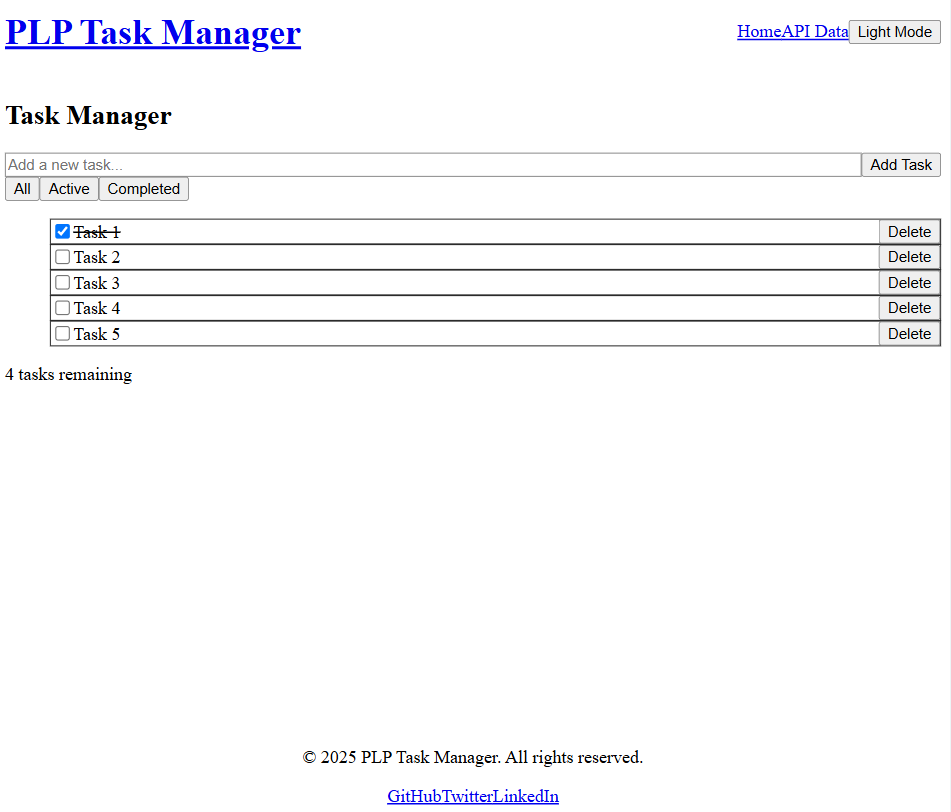 PLP Task Manager HomeAPI Data Light Mode
Task Manager
Add a new task... Add Task
All Active Completed
Task 1 Delete
Task 2 Delete
Task 3 Delete
Task 4 Delete
Task 5 Delete
4 tasks remaining
© 2025 PLP Task Manager. All rights reserved.
GitHubTwitterLinkedIn